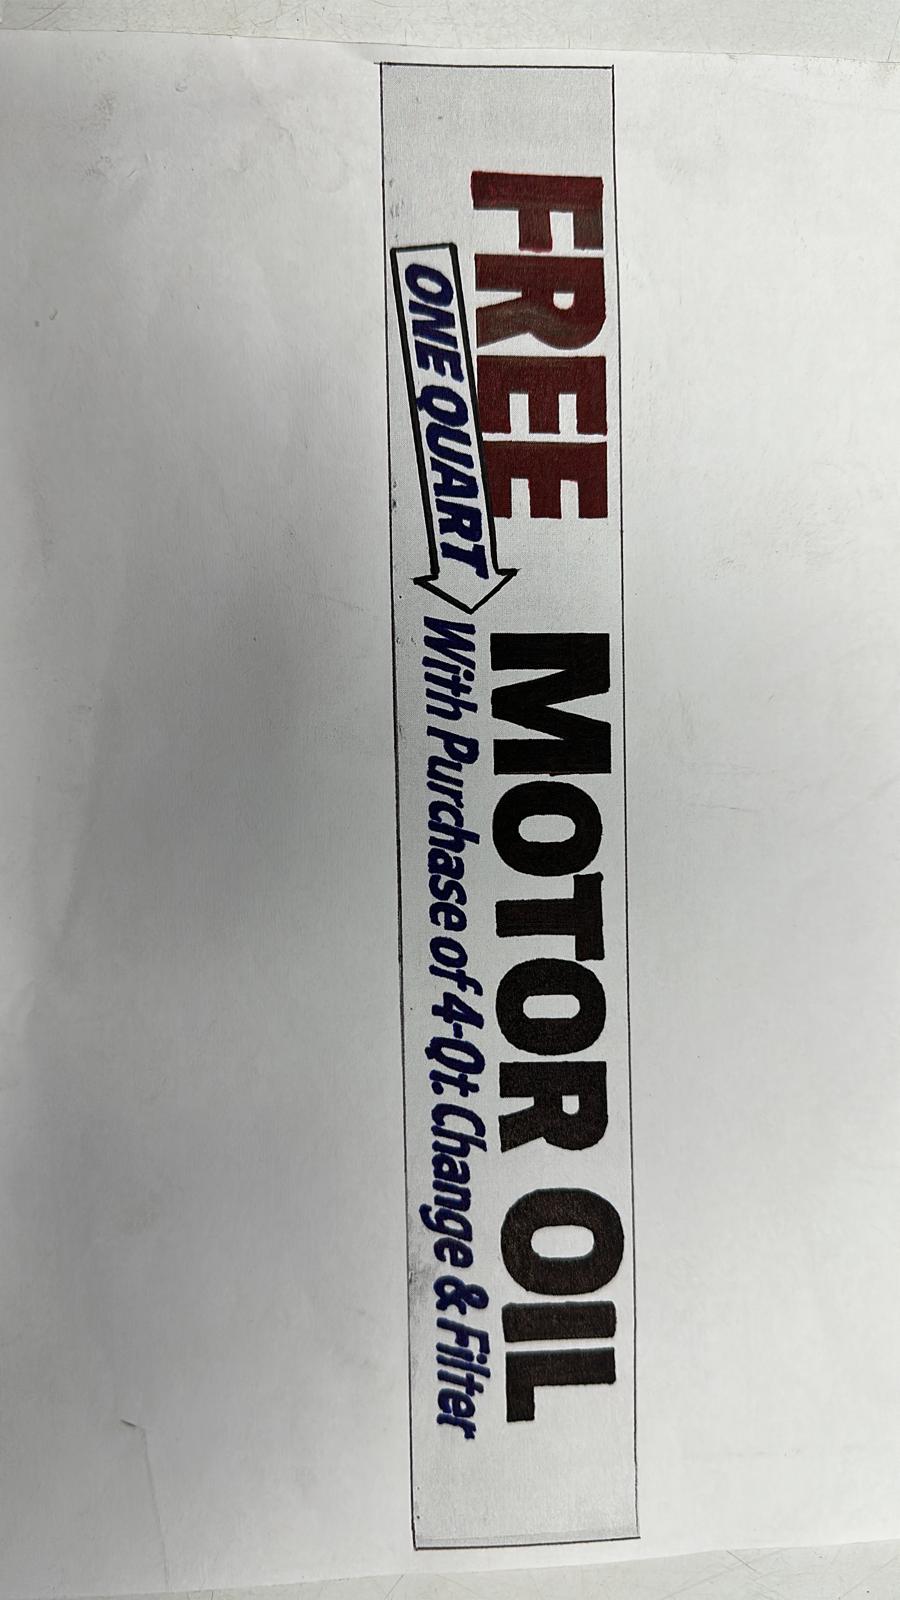 FREE MOTOR OIL
ONE QUART
With Purchase of 4-Qt. Change & Filter